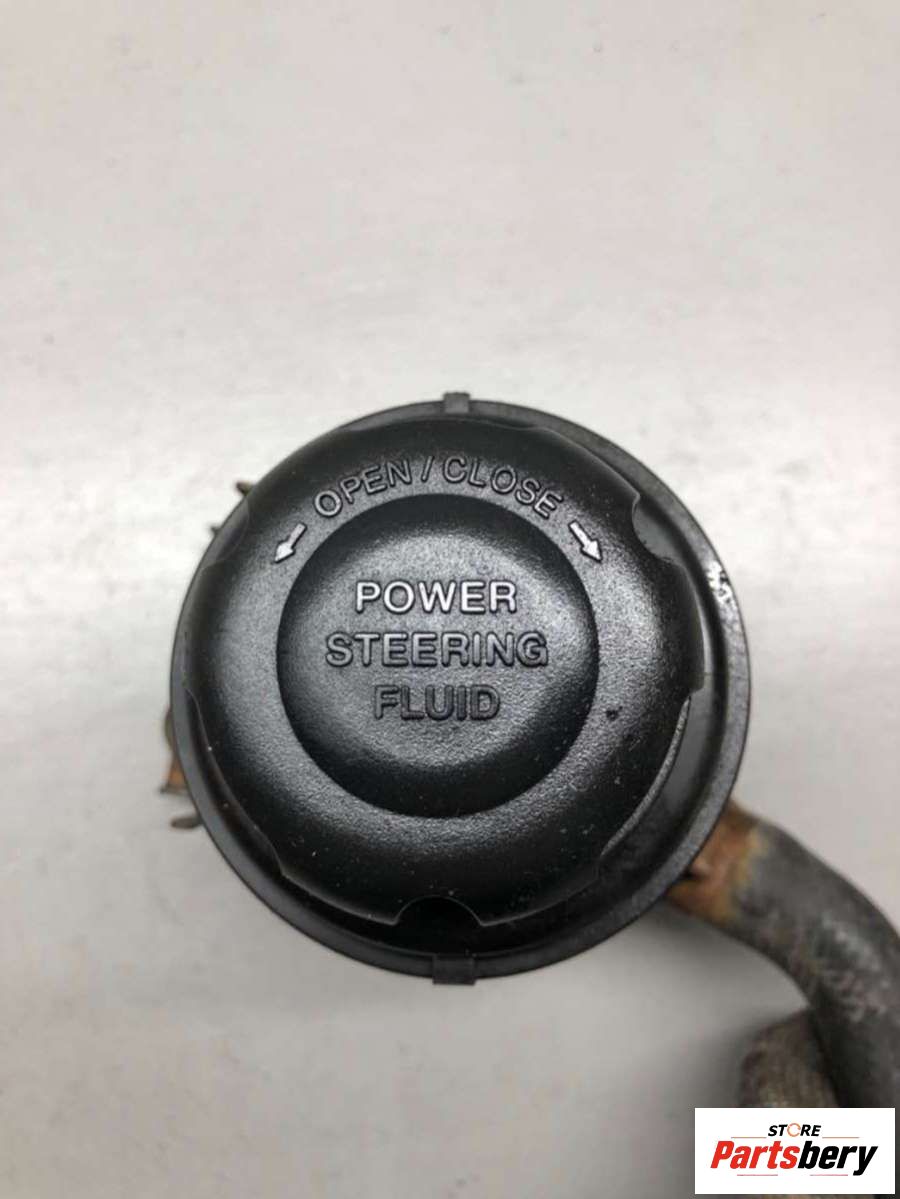 OPEN / CLOSE
POWER
STEERING
FLUID
STORE
Partsbery